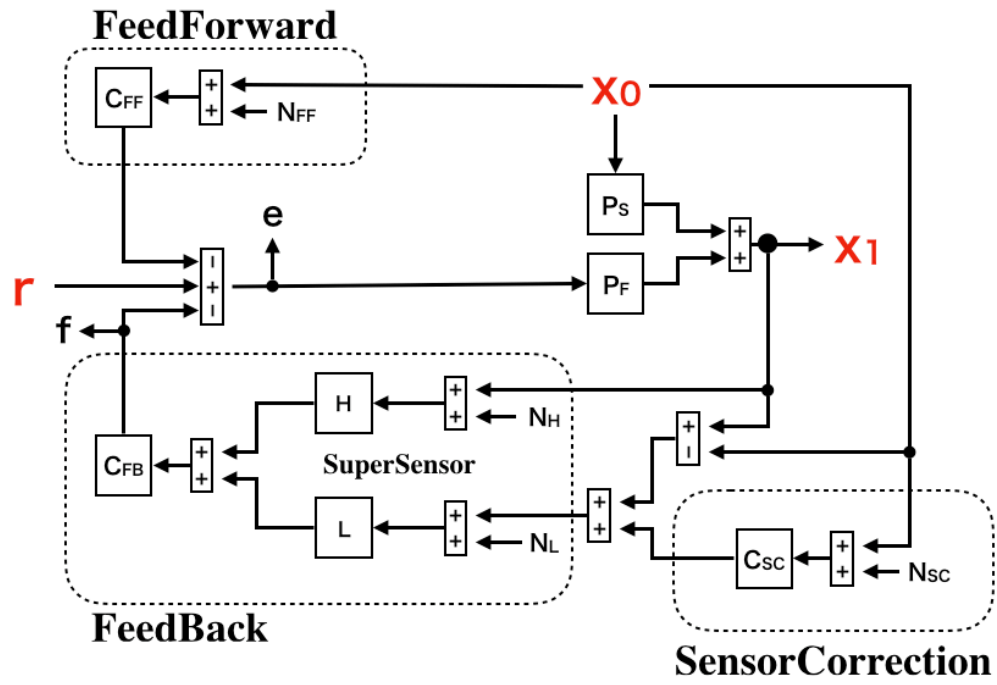 FeedForward
CFF
+
+
NFF
x0
PS
e
+
+
x1
r
−
+
−
PF
f
H
+
+
NH
CFB
+
+
SuperSensor
+
−
L
+
+
NL
+
+
CSC
+
+
NSC
FeedBack
SensorCorrection